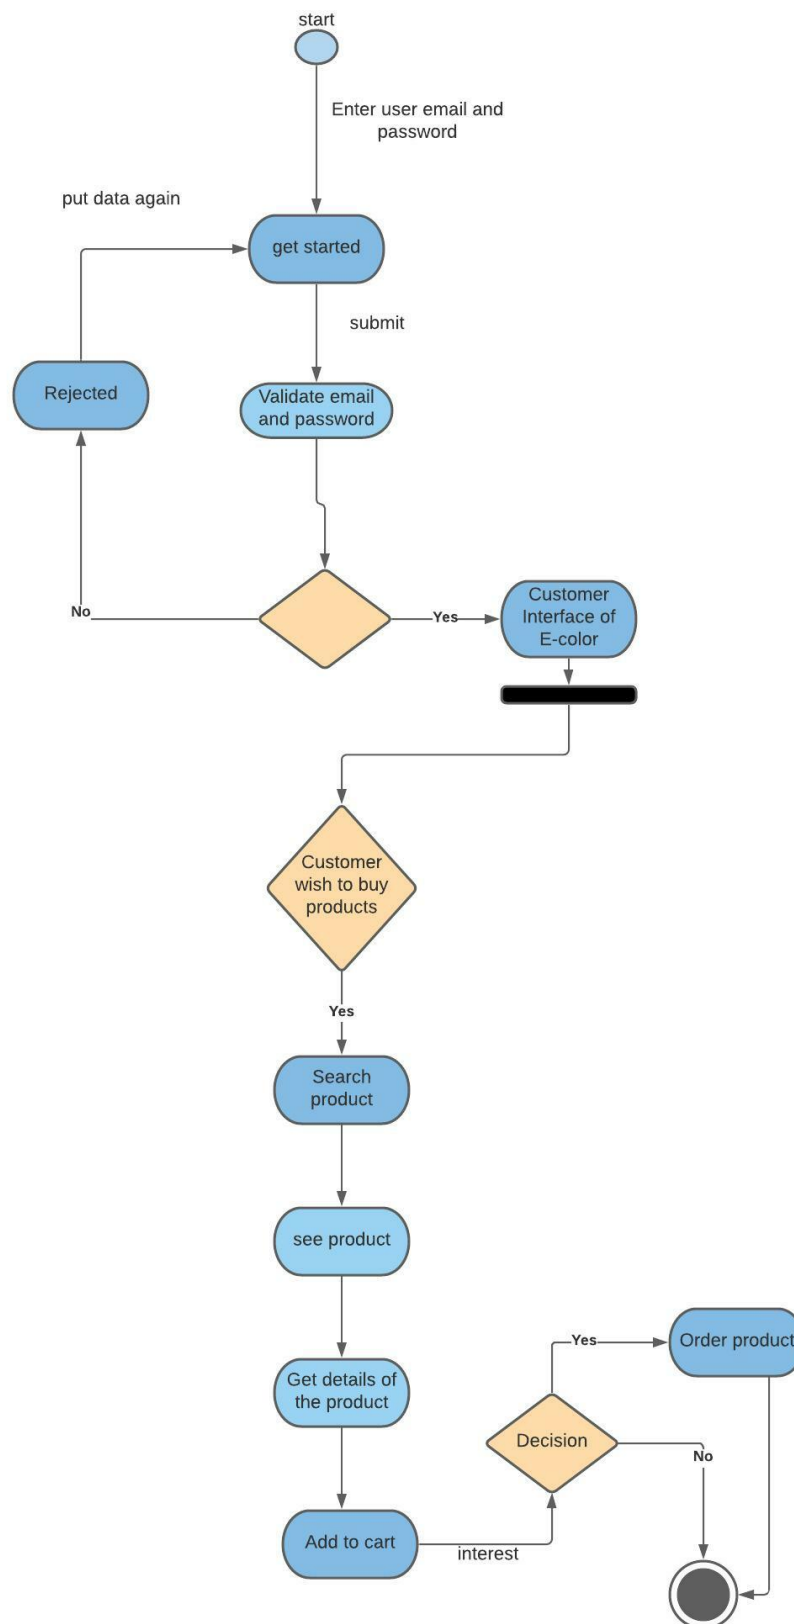 start
Enter user email and
password
put data again
get started
submit
Rejected
Validate email
and password
No
Yes
Customer
Interface of
E-color
Customer
wish to buy
products
Yes
Search
product
see product
Get details of
the product
Add to cart
interest
Decision
Yes
Order product
No